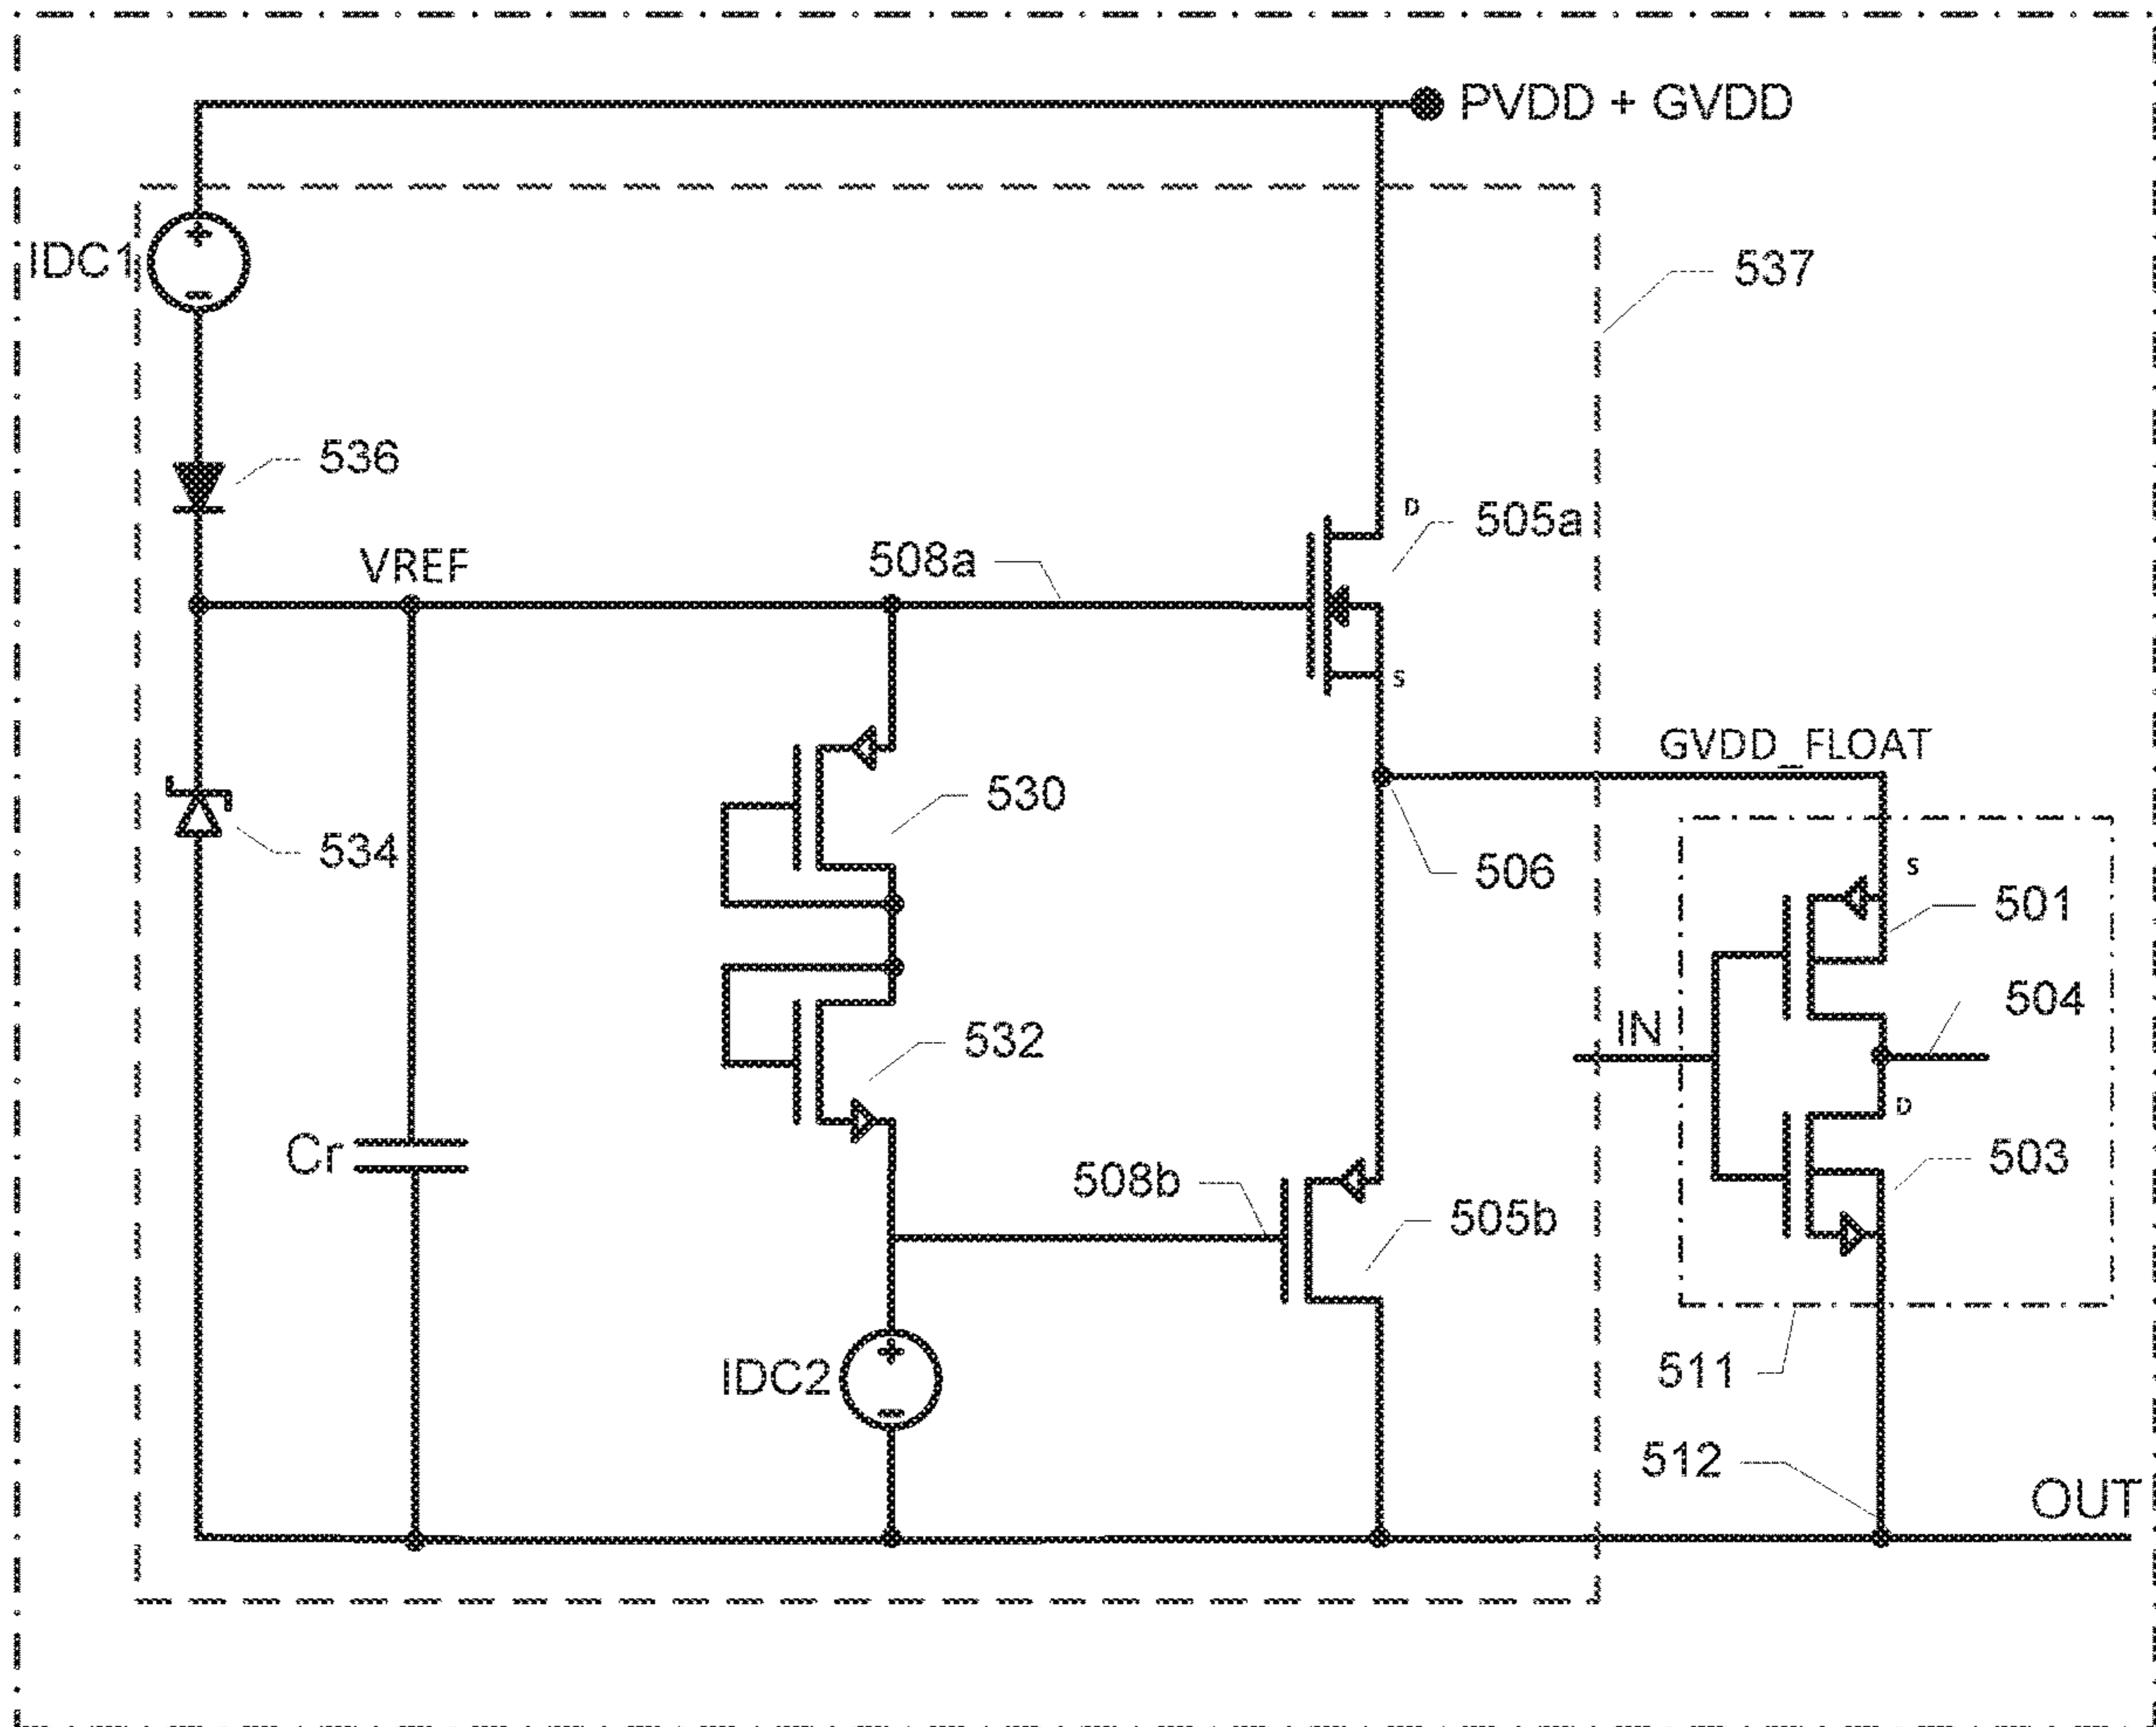 PVDD + GVDD
+
IDC1
-
537
536
D
505a
508a
VREF
S
GVDD_FLOAT
530
534
506
S
501
504
IN
532
D
Cr
508b
503
505b
+
IDC2
-
511
512
OUT